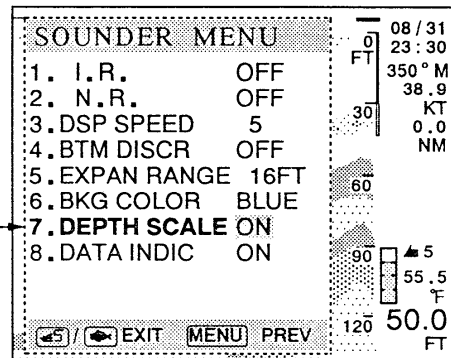 SOUNDER MENU
1. I.R. OFF
2. N.R. OFF
3.DSP SPEED 5
4.BTM DISCR OFF
5.EXPAN RANGE 16FT
6.BKG COLOR BLUE
7.DEPTH SCALE ON
8.DATA INDIC ON
/ EXIT MENU PREV
0
FT
30
60
90
120
08/31
23:30
350°M
38.9
KT
0.0
NM
5
55.5
°F
50.0
FT